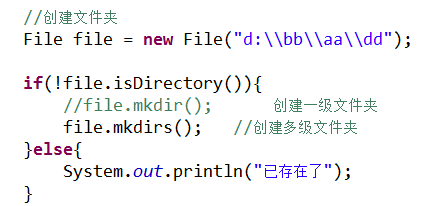 //创建文件夹
File file = new File("d:\\bb\\aa\\dd");
if(!file.isDirectory()){
//file.mkdir(); 创建一级文件夹
file.mkdirs(); //创建多级文件夹
}else{
System.out.println("已存在了");
}